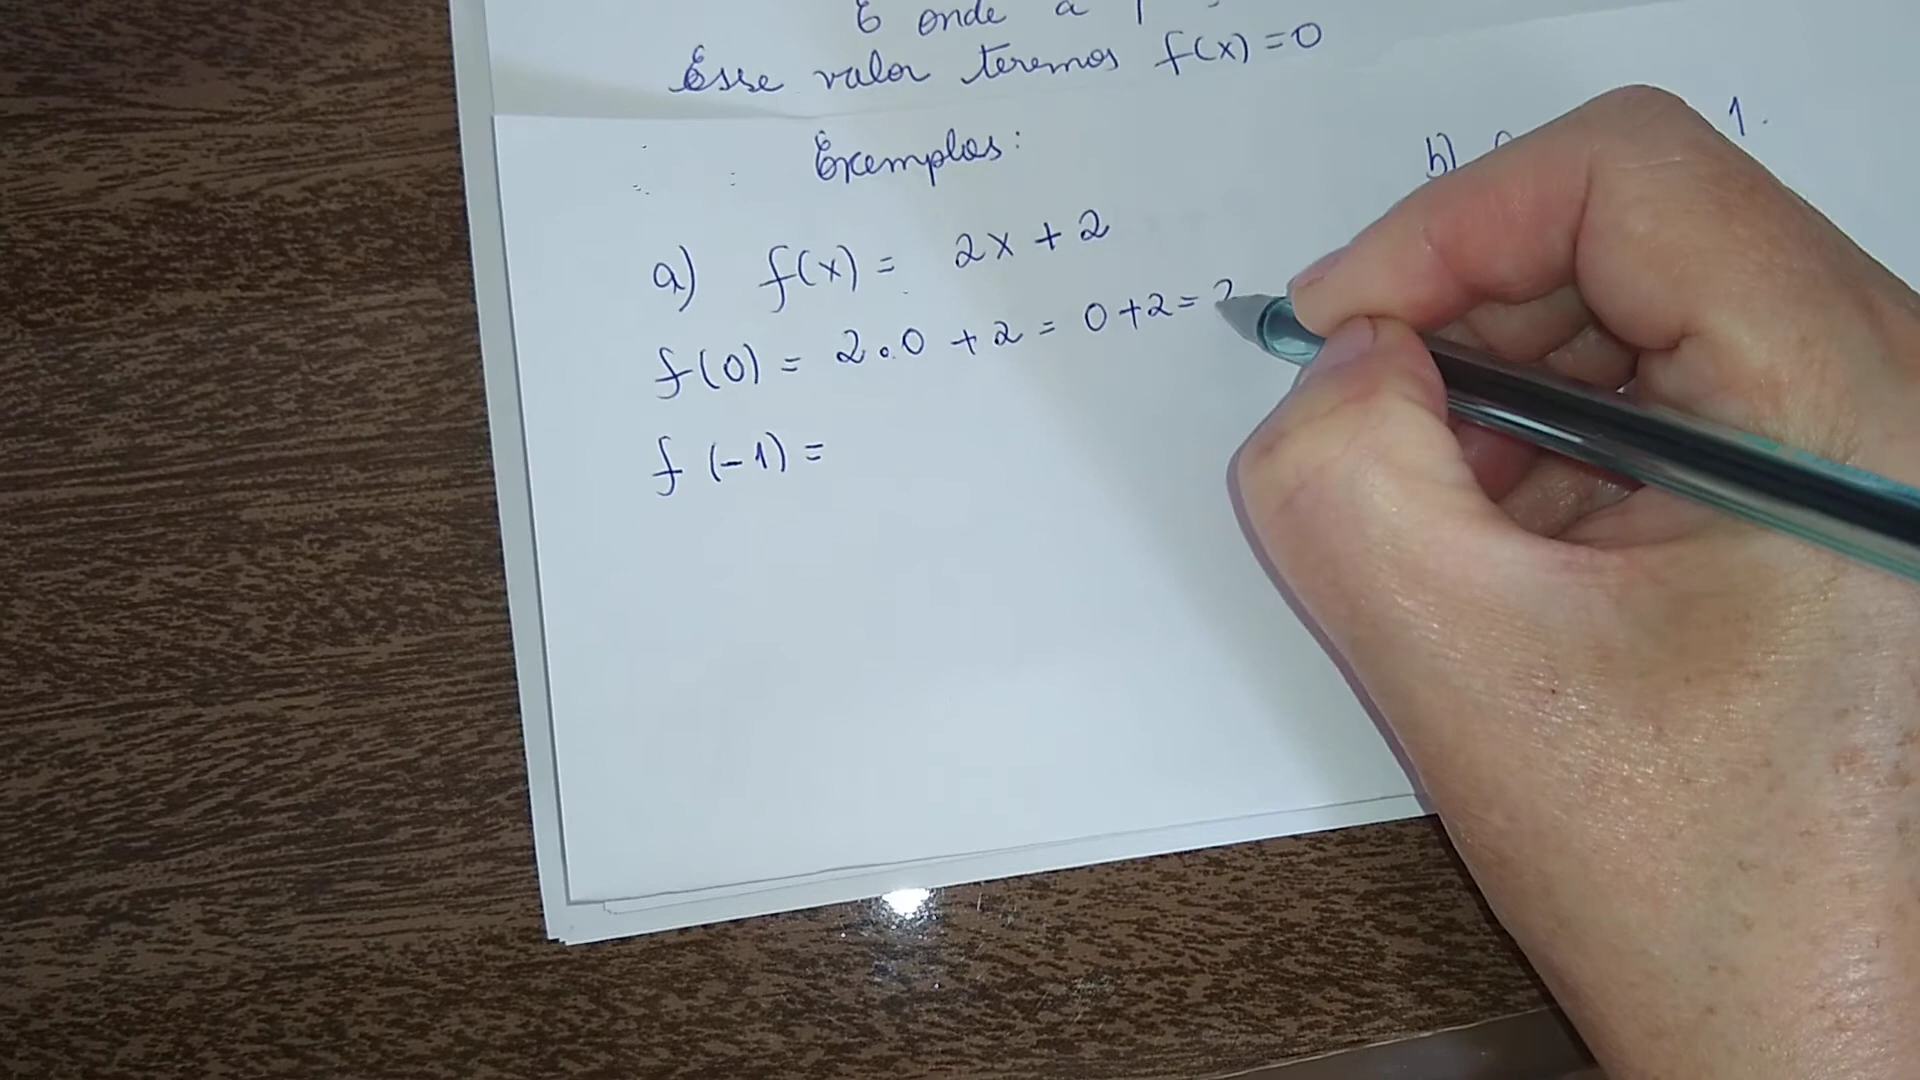 É onde a
Esse valor teremos f(x) = 0
Exemplos:
a) f(x) = 2x + 2
f(0) = 2.0 + 2 = 0 + 2 = 2
f(-1) =
b) 1.